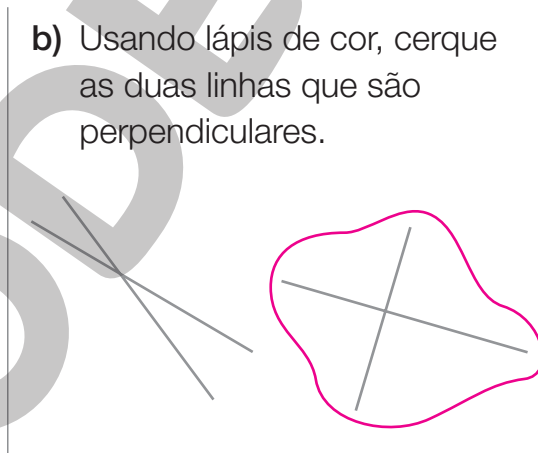 b) Usando lápis de cor, cerque
as duas linhas que são
perpendiculares.